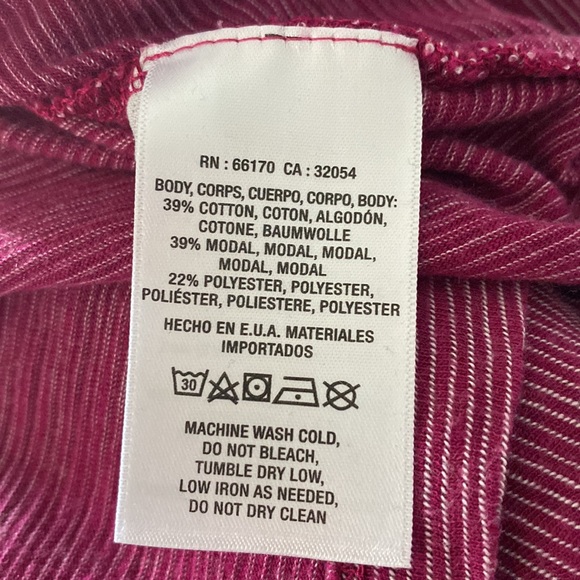 RN : 66170 CA : 32054
BODY, CORPS, CUERPO, CORPO, BODY:
39% COTTON, COTON, ALGODÓN,
COTONE, BAUMWOLLE
39% MODAL, MODAL, MODAL,
MODAL, MODAL
22% POLYESTER, POLYESTER,
POLIÉSTER, POLIESTERE, POLYESTER
HECHO EN E.U.A. MATERIALES
IMPORTADOS
30
MACHINE WASH COLD,
DO NOT BLEACH,
TUMBLE DRY LOW,
LOW IRON AS NEEDED,
DO NOT DRY CLEAN